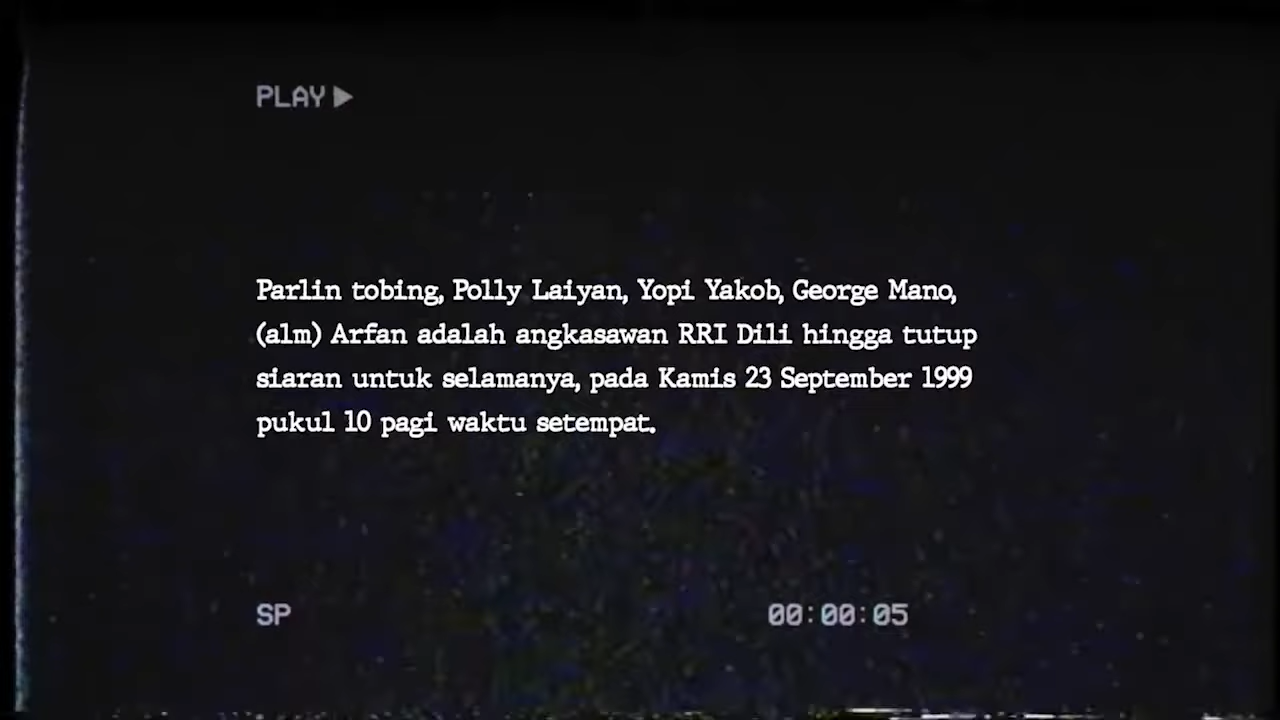 PLAY ▶
Parlin tobing, Polly Laiyan, Yopi Yakob, George Mano,
(alm) Arfan adalah angkasawan RRI Dili hingga tutup
siaran untuk selamanya, pada Kamis 23 September 1999
pukul 10 pagi waktu setempat.
SP 00:00:05